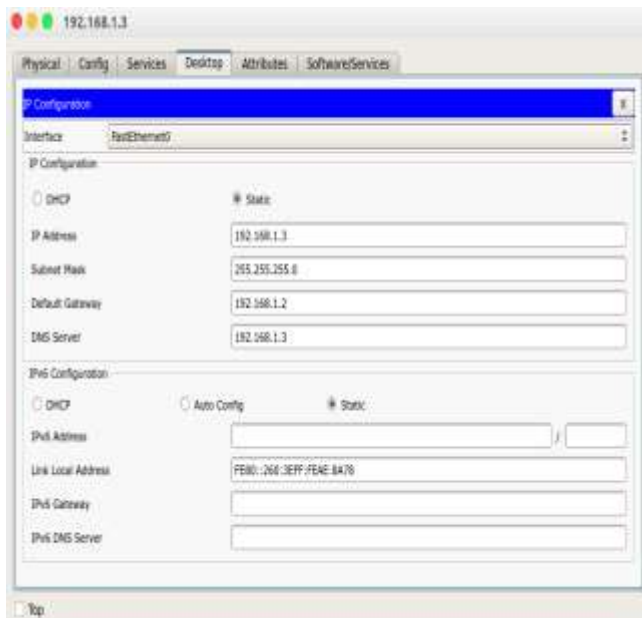 192.168.1.3
Physical Config Services Desktop Attributes Software/Services
IP Configuration X
Interface FastEthernet0
IP Configuration
DHCP Static
IP Address 192.168.1.3
Subnet Mask 255.255.255.0
Default Gateway 192.168.1.2
DNS Server 192.168.1.3
IPv6 Configuration
DHCP Auto Config Static
IPv6 Address /
Link Local Address FE80::260:3EFF:FEAE:8A78
IPv6 Gateway
IPv6 DNS Server
Top